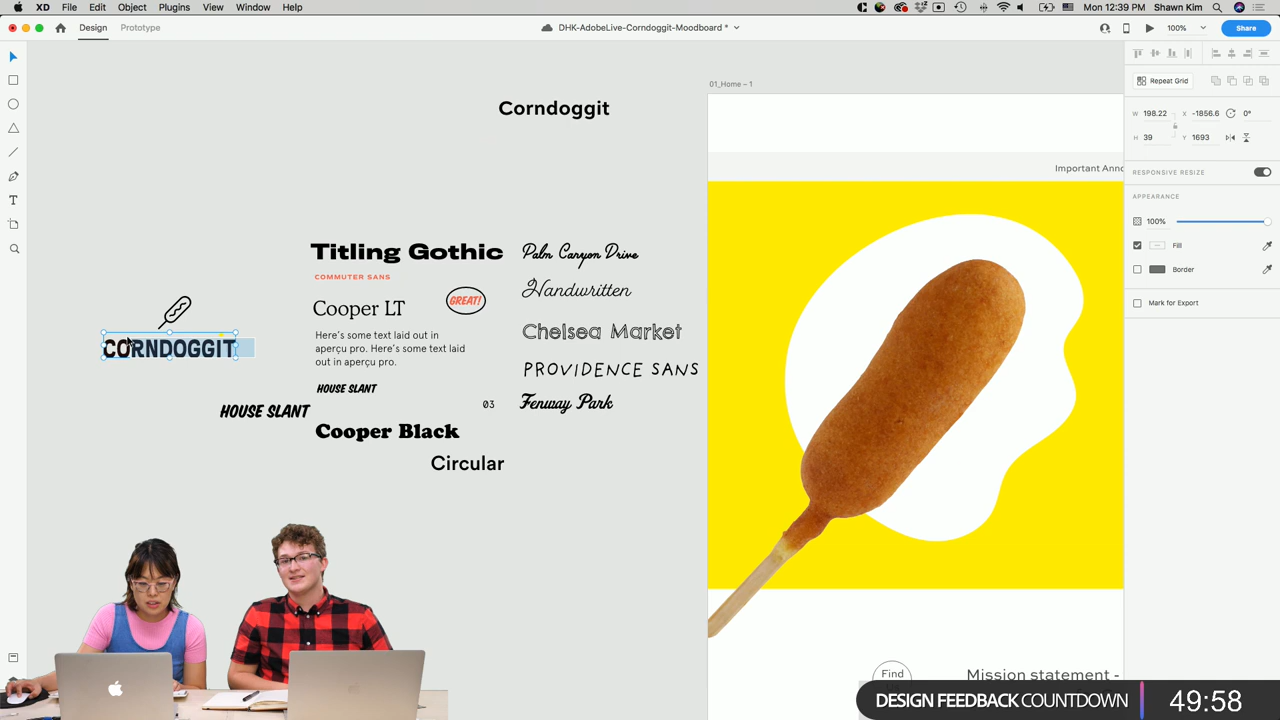 XD File Edit Object Plugins View Window Help
Mon 12:39 PM Shawn Kim
Design Prototype
DHK-AdobeLive-Corndoggit-Moodboard *
100%
Share
01_Home – 1
Corndoggit
Repeat Grid
W 198.22 X -1856.6 0°
H 39 Y 1693
Important Anno
RESPONSIVE RESIZE
APPEARANCE
100%
Fill
Border
Mark for Export
Titling Gothic
COMMUTER SANS
Cooper LT
GREAT!
Here's some text laid out in
aperçu pro. Here's some text laid
out in aperçu pro.
HOUSE SLANT
03
Palm Canyon Drive
Handwritten
Chelsea Market
PROVIDENCE SANS
Fenway Park
CORNDOGGIT
HOUSE SLANT
Cooper Black
Circular
Find
Mission statement -
DESIGN FEEDBACK COUNTDOWN 49:58